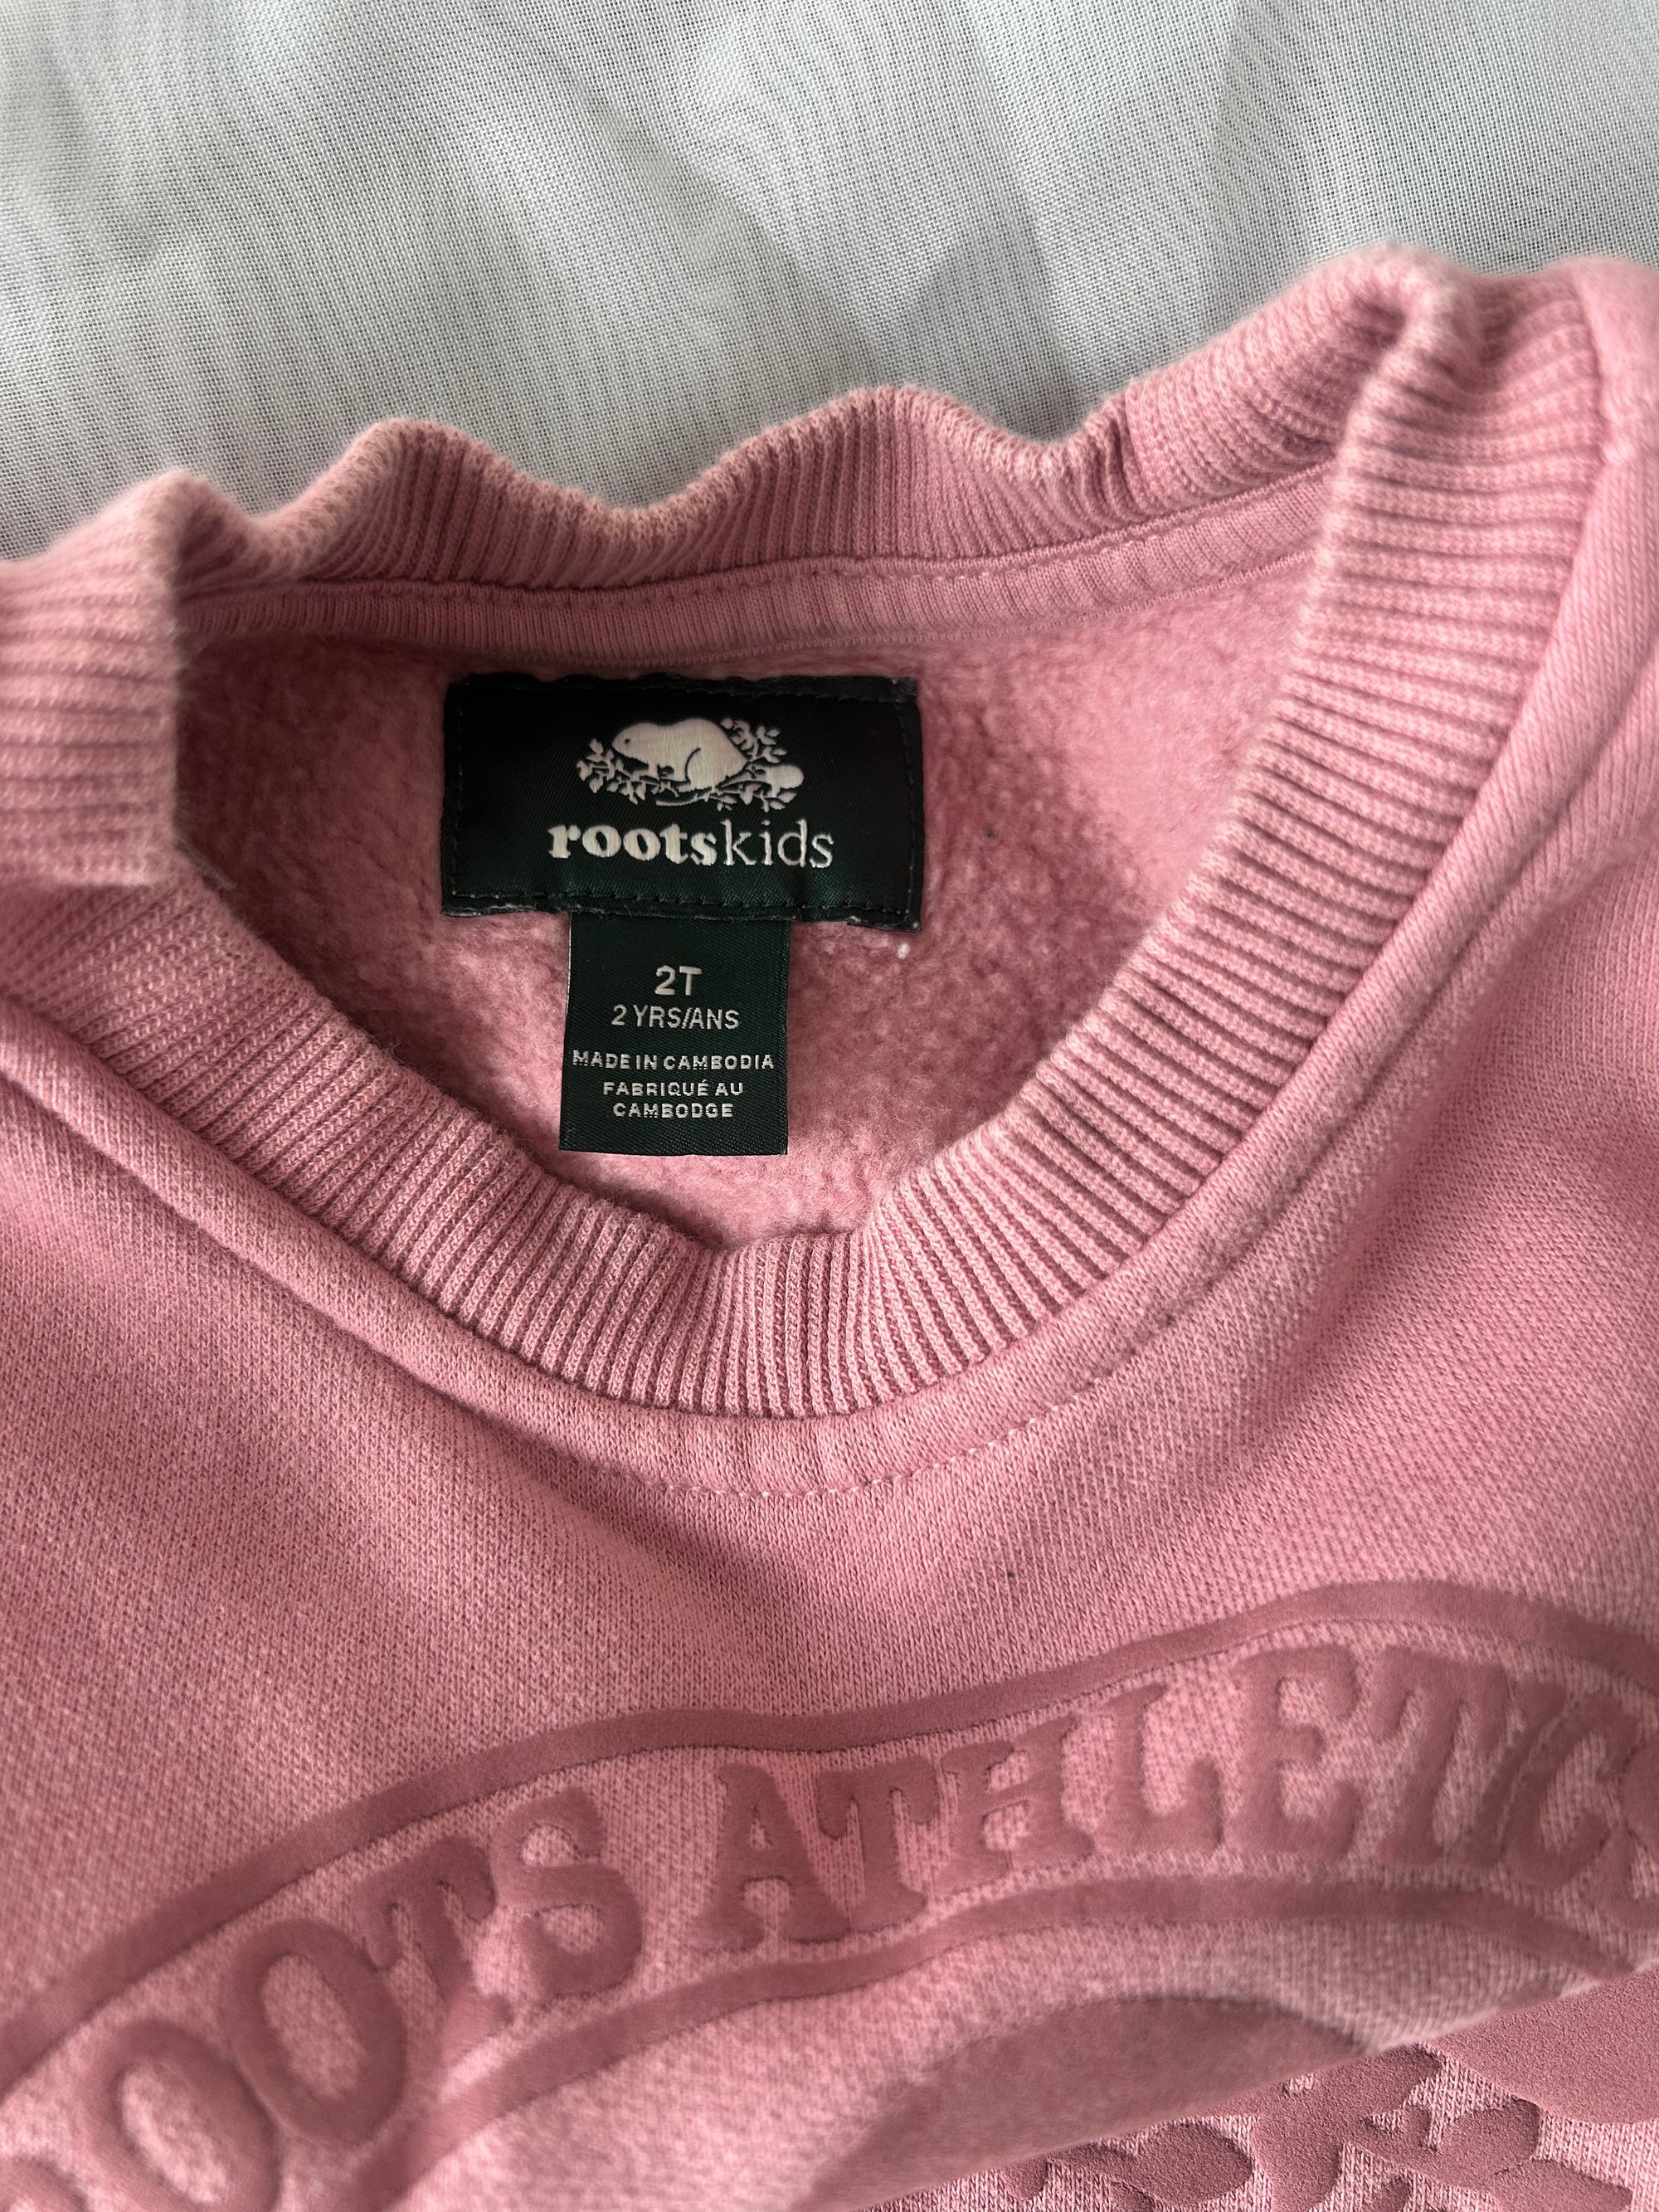 rootskids
2T
2 YRS/ANS
MADE IN CAMBODIA
FABRIQUÉ AU
CAMBODGE
ROOTS ATHLETICS